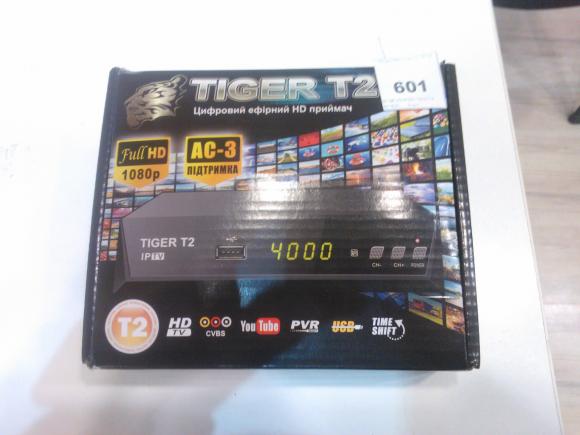 TIGER T2
601
Цифровий ефірний HD приймач
Full HD
1080p
AC-3
ПІДТРИМКА
TIGER T2
IPTV
4000
CH-
CH+
POWER
T2
HD
TV
CVBS
YouTube
PVR
USB
TIME
SHIFT